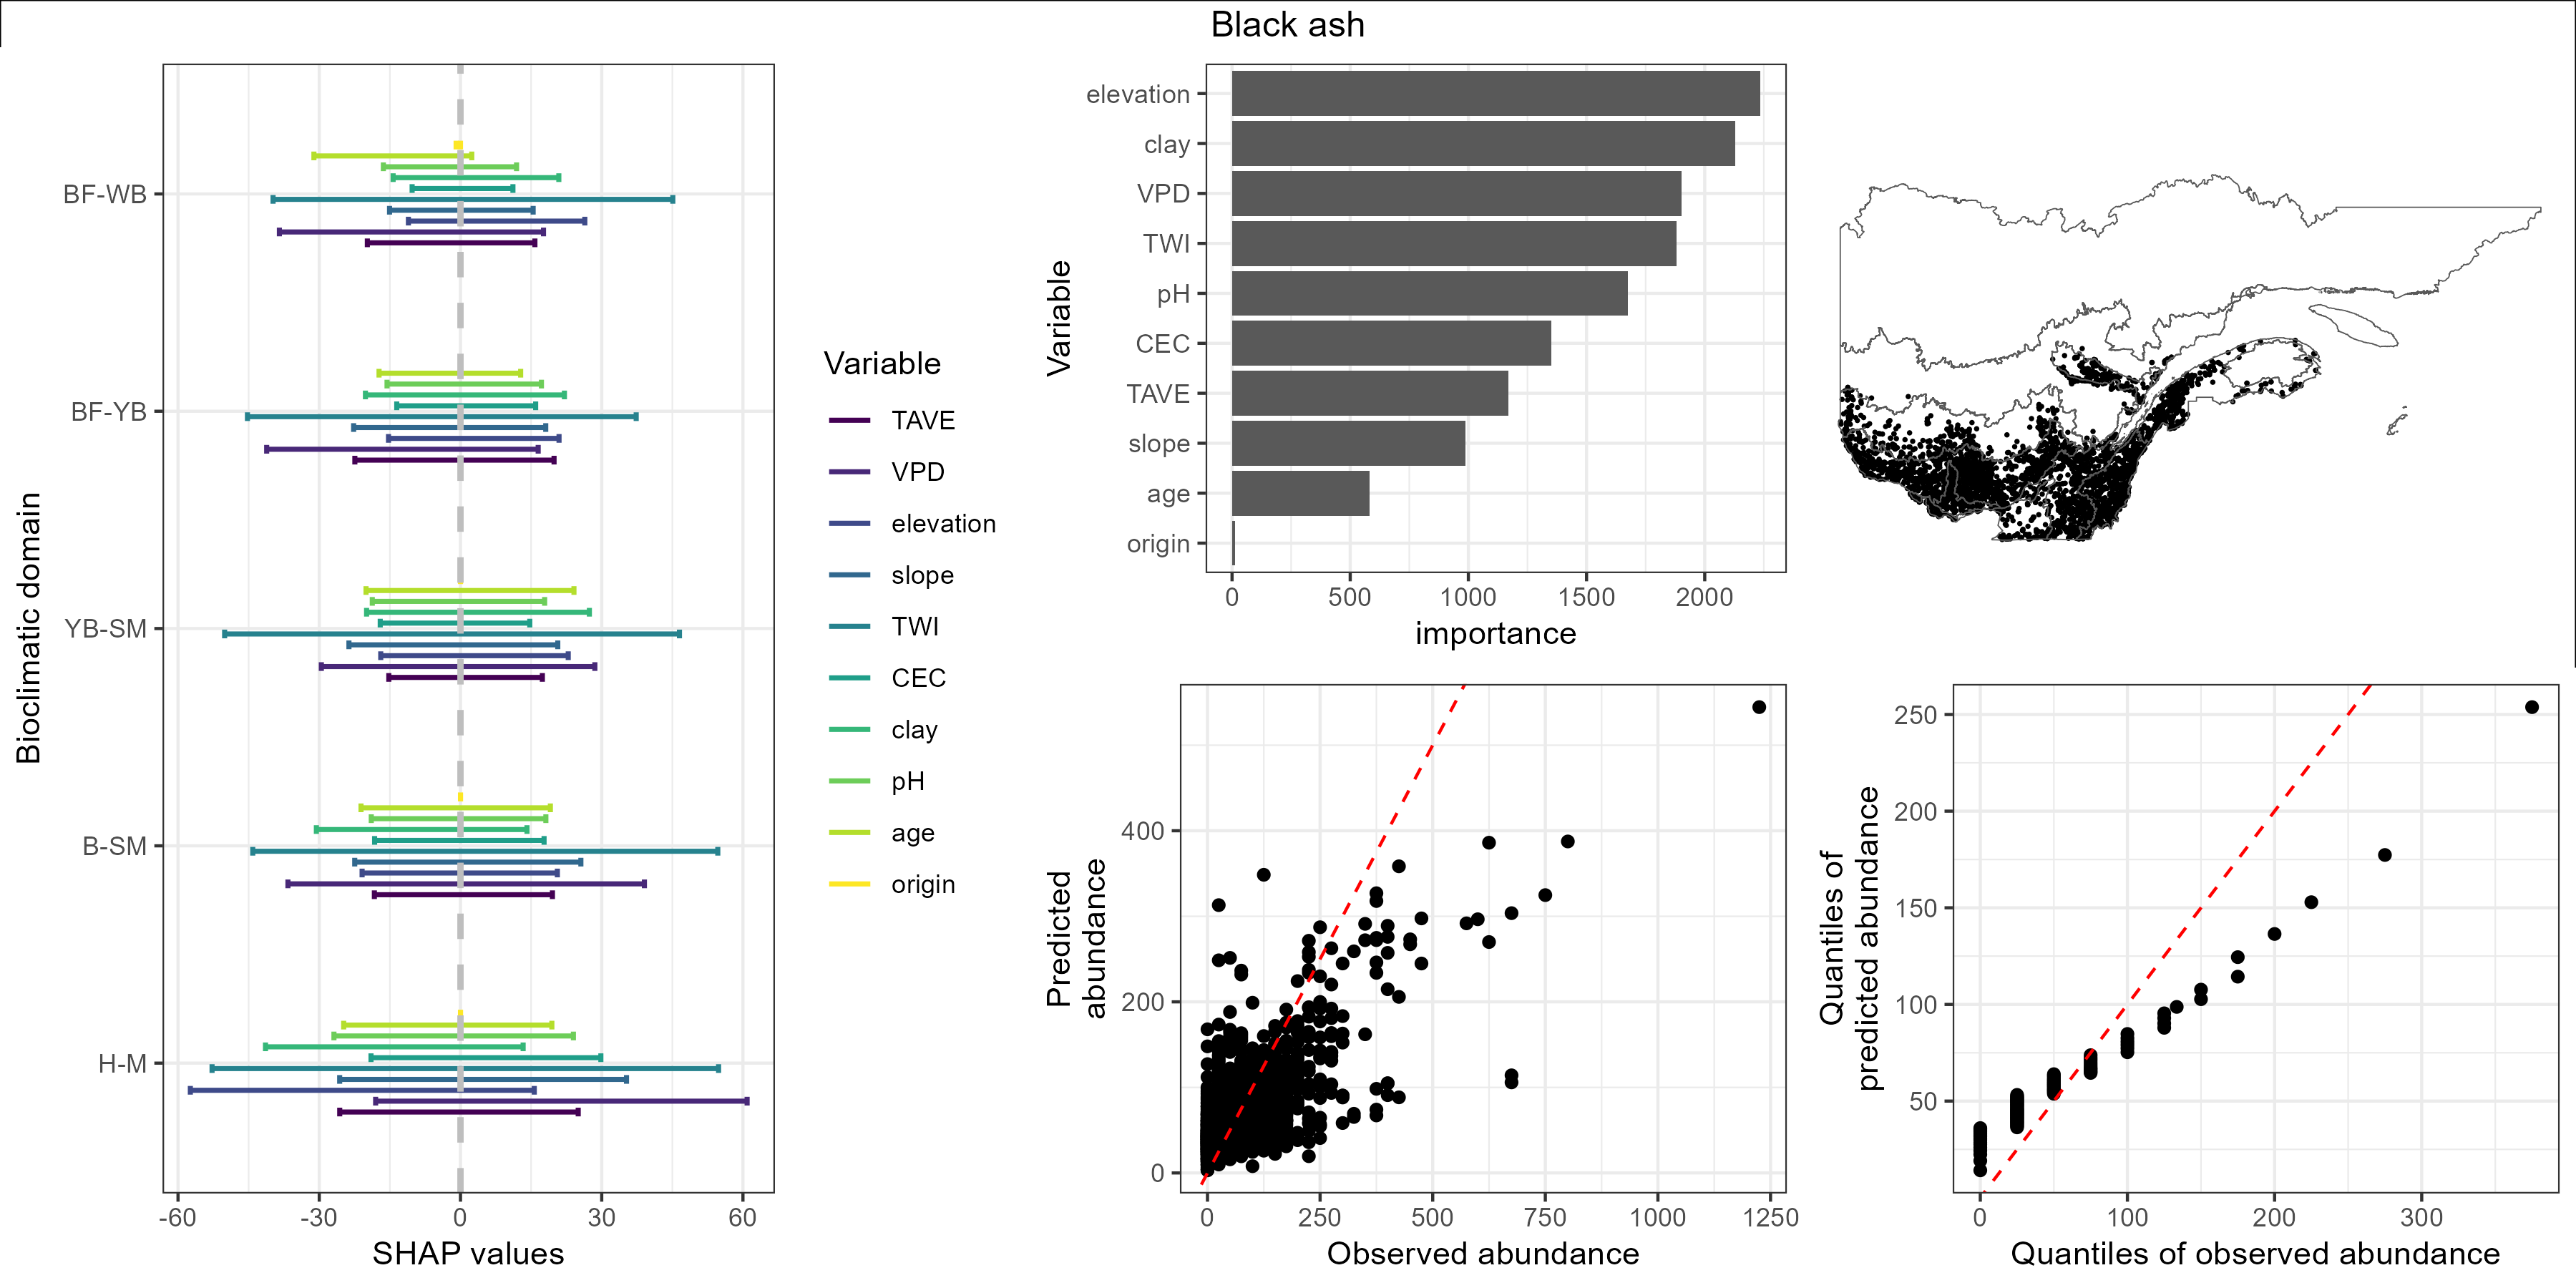 Black ash
Bioclimatic domain
BF-WB
BF-YB
YB-SM
B-SM
H-M
-60 -30 0 30 60
SHAP values
Variable
TAVE
VPD
elevation
slope
TWI
CEC
clay
pH
age
origin
Variable
elevation
clay
VPD
TWI
pH
CEC
TAVE
slope
age
origin
0 500 1000 1500 2000
importance
Predicted
abundance
400
200
0
0 250 500 750 1000 1250
Observed abundance
Quantiles of
predicted abundance
250
200
150
100
50
0 100 200 300
Quantiles of observed abundance